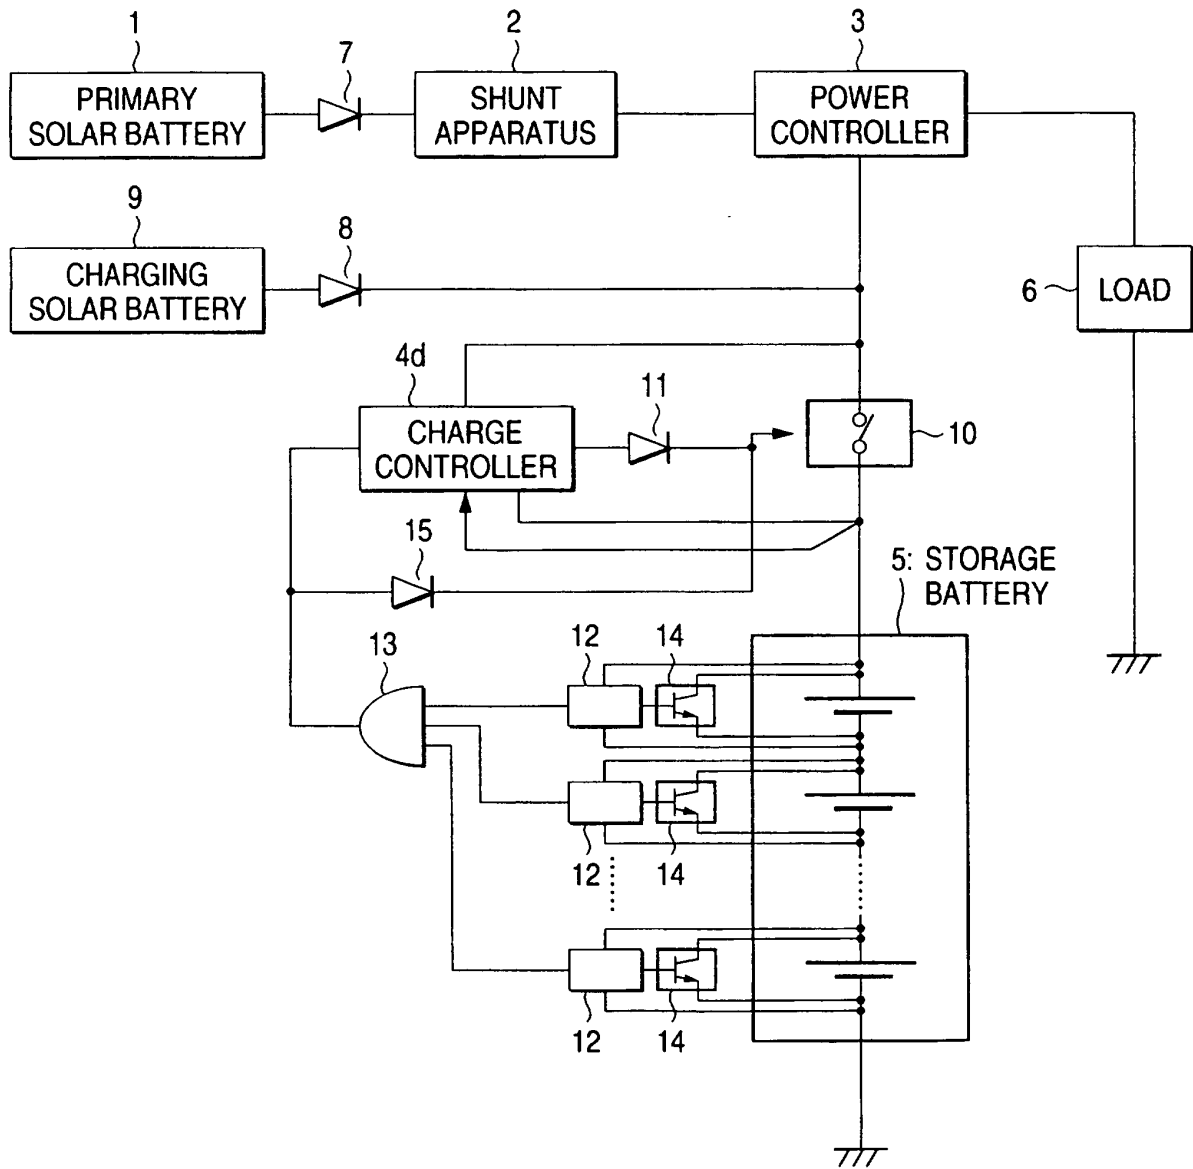 1
7
2
3
PRIMARY
SOLAR BATTERY
SHUNT
APPARATUS
POWER
CONTROLLER
9
8
CHARGING
SOLAR BATTERY
6
LOAD
4d
11
CHARGE
CONTROLLER
10
15
5: STORAGE
BATTERY
13
12
14
12
14
12
14